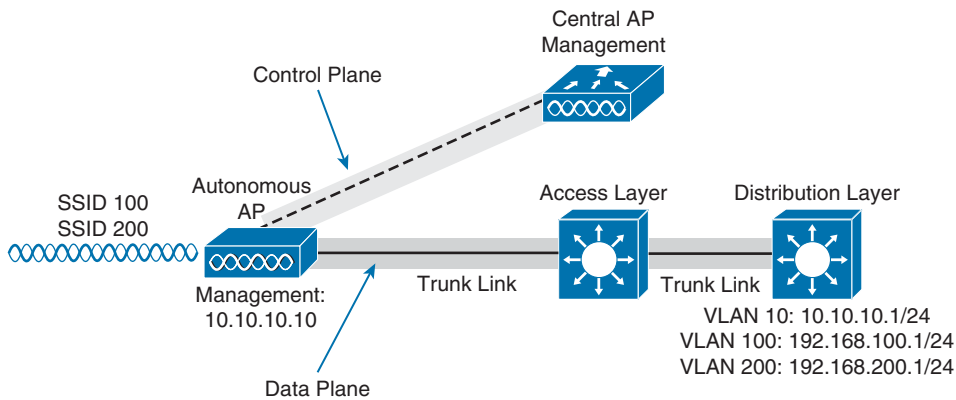 Central AP
Management
Control Plane
Autonomous
AP
SSID 100
SSID 200
Access Layer
Distribution Layer
Trunk Link
Trunk Link
Management:
10.10.10.10
VLAN 10: 10.10.10.1/24
VLAN 100: 192.168.100.1/24
VLAN 200: 192.168.200.1/24
Data Plane